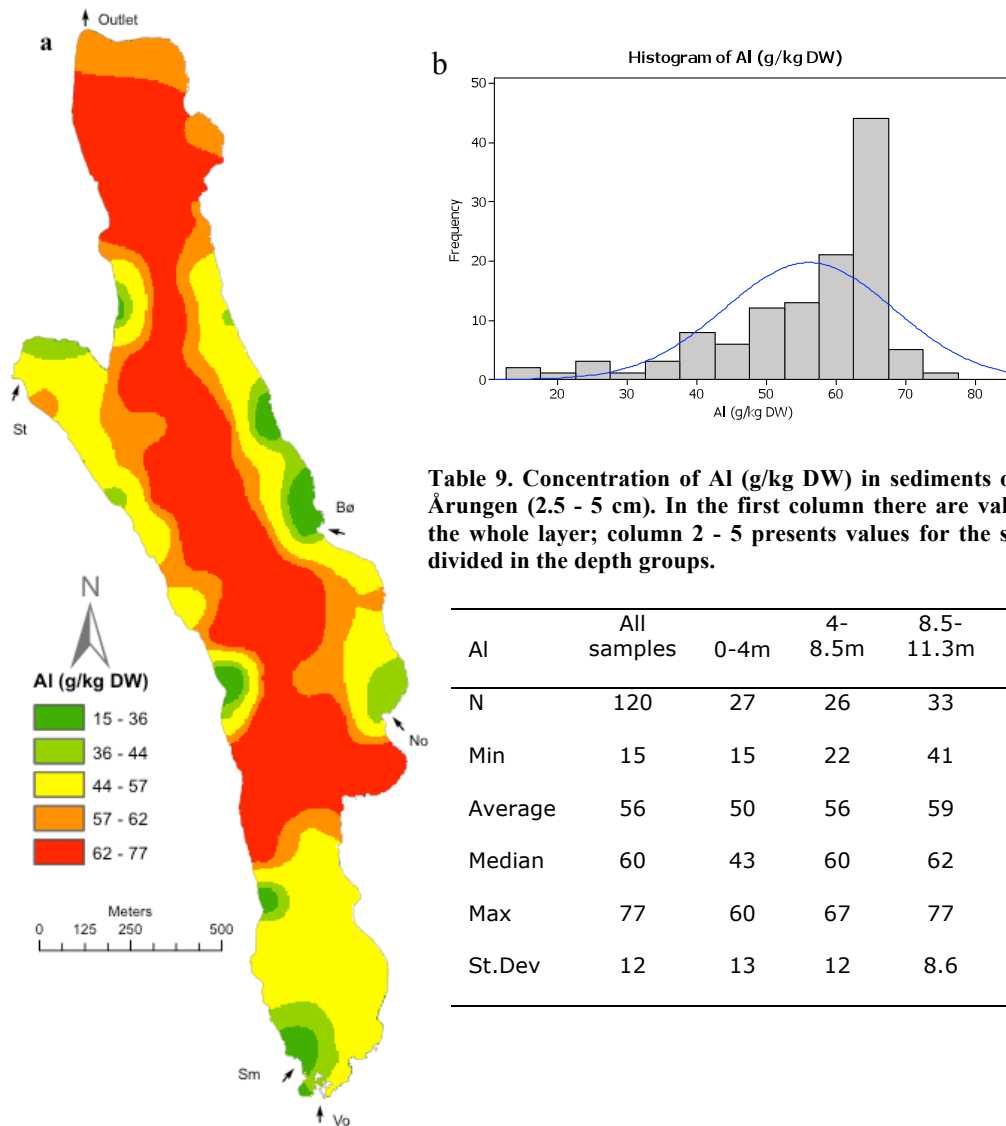 a
Outlet
St
Bø
No
Sm
Vo
N
Al (g/kg DW)
15 - 36
36 - 44
44 - 57
57 - 62
62 - 77
Meters
0 125 250 500
b
Histogram of Al (g/kg DW)
50
40
30
20
10
0
Frequency
20 30 40 50 60 70 80
Al (g/kg DW)
Table 9. Concentration of Al (g/kg DW) in sediments
Årungen (2.5 - 5 cm). In the first column there are
the whole layer; column 2 - 5 presents values for the
divided in the depth groups.
Al All samples 0-4m 4-8.5m 8.5-11.3m
N 120 27 26 33
Min 15 15 22 41
Average 56 50 56 59
Median 60 43 60 62
Max 77 60 67 77
St.Dev 12 13 12 8.6